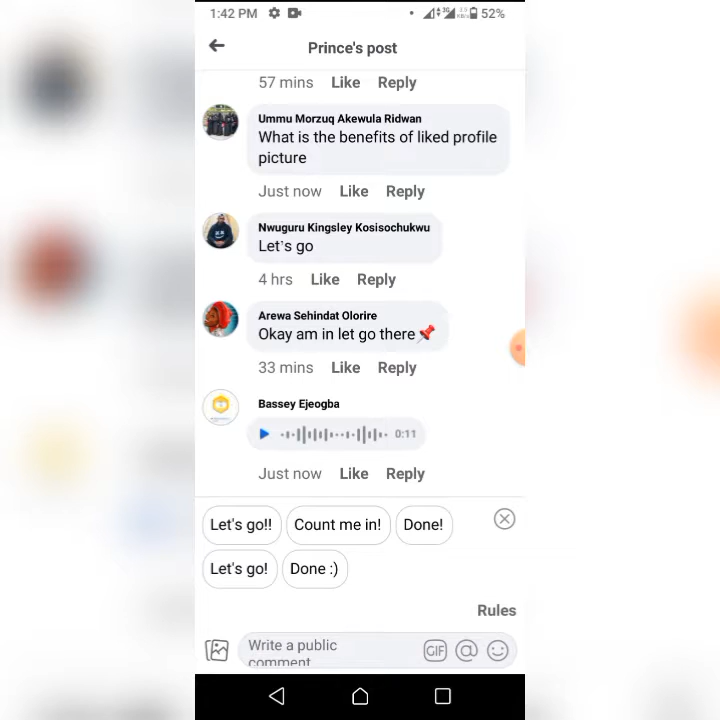 1:42 PM 52%
Prince's post
57 mins Like Reply
Ummu Morzuq Akewula Ridwan
What is the benefits of liked profile
picture
Just now Like Reply
Nwuguru Kingsley Kosisochukwu
Let's go
4 hrs Like Reply
Arewa Sehindat Olorire
Okay am in let go there📌
33 mins Like Reply
Bassey Ejeogba
0:11
Just now Like Reply
Let's go!! Count me in! Done!
Let's go! Done :)
Rules
Write a public
comment
GIF